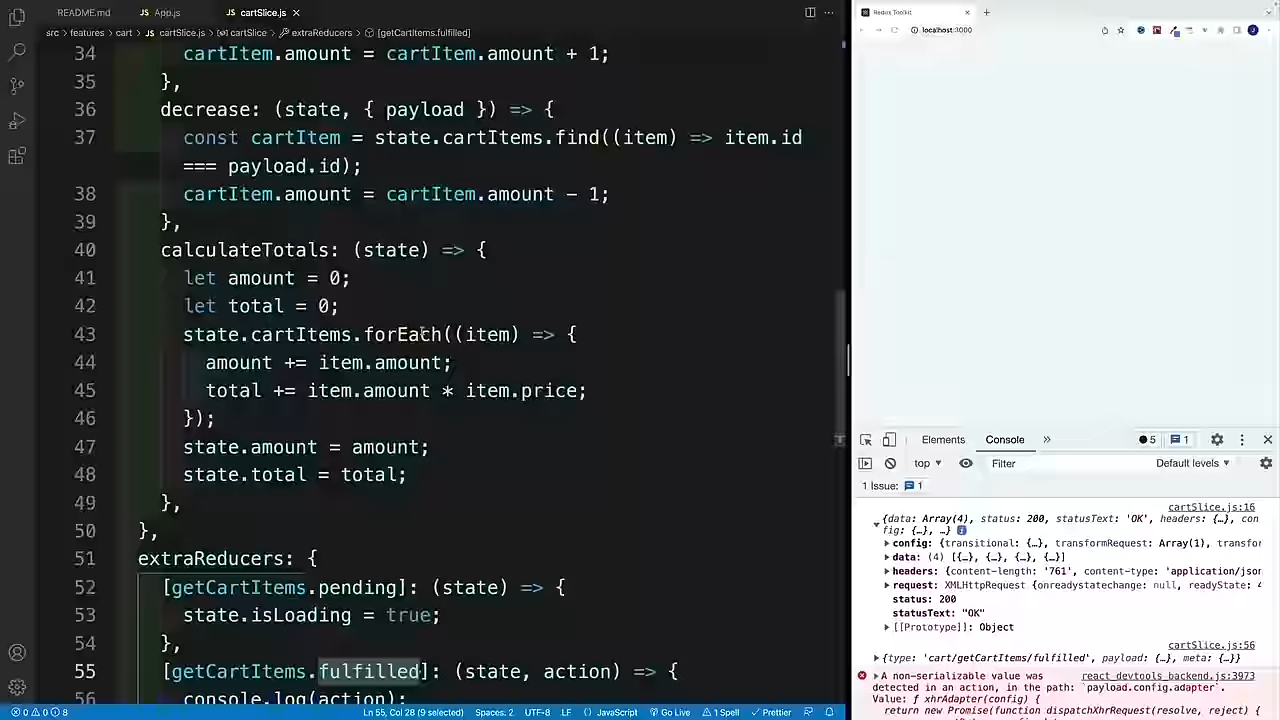 README.md
JS App.js
JS cartSlice.js
src > features > cart > JS cartSlice.js > cartSlice > extraReducers > [getCartItems.fulfilled]
34 cartItem.amount = cartItem.amount + 1;
35 },
36 decrease: (state, { payload }) => {
37 const cartItem = state.cartItems.find((item) => item.id
=== payload.id);
38 cartItem.amount = cartItem.amount - 1;
39 },
40 calculateTotals: (state) => {
41 let amount = 0;
42 let total = 0;
43 state.cartItems.forEach((item) => {
44 amount += item.amount;
45 total += item.amount * item.price;
46 });
47 state.amount = amount;
48 state.total = total;
49 },
50 },
51 extraReducers: {
52 [getCartItems.pending]: (state) => {
53 state.isLoading = true;
54 },
55 [getCartItems.fulfilled]: (state, action) => {
56 console.log(action);
0 0 8
Ln 55, Col 28 (9 selected) Spaces: 2 UTF-8 LF {} JavaScript Go Live 1 Spell Prettier
Redux Toolkit
localhost:3000
J
Elements Console 5 1
top Filter Default levels
1 Issue: 1
cartSlice.js:16
{data: Array(4), status: 200, statusText: 'OK', headers: {…}, con
fig: {…}, …}
config: {transitional: {…}, transformRequest: Array(1), transfor
data: (4) [{…}, {…}, {…}, {…}]
headers: {content-length: '761', content-type: 'application/json
request: XMLHttpRequest {onreadystatechange: null, readyState: 4
status: 200
statusText: "OK"
[[Prototype]]: Object
cartSlice.js:56
{type: 'cart/getCartItems/fulfilled', payload: {…}, meta: {…}}
A non-serializable value was react_devtools_backend.js:3973
detected in an action, in the path: `payload.config.adapter`.
Value: ƒ xhrAdapter(config) {
return new Promise(function dispatchXhrRequest(resolve, reject) {